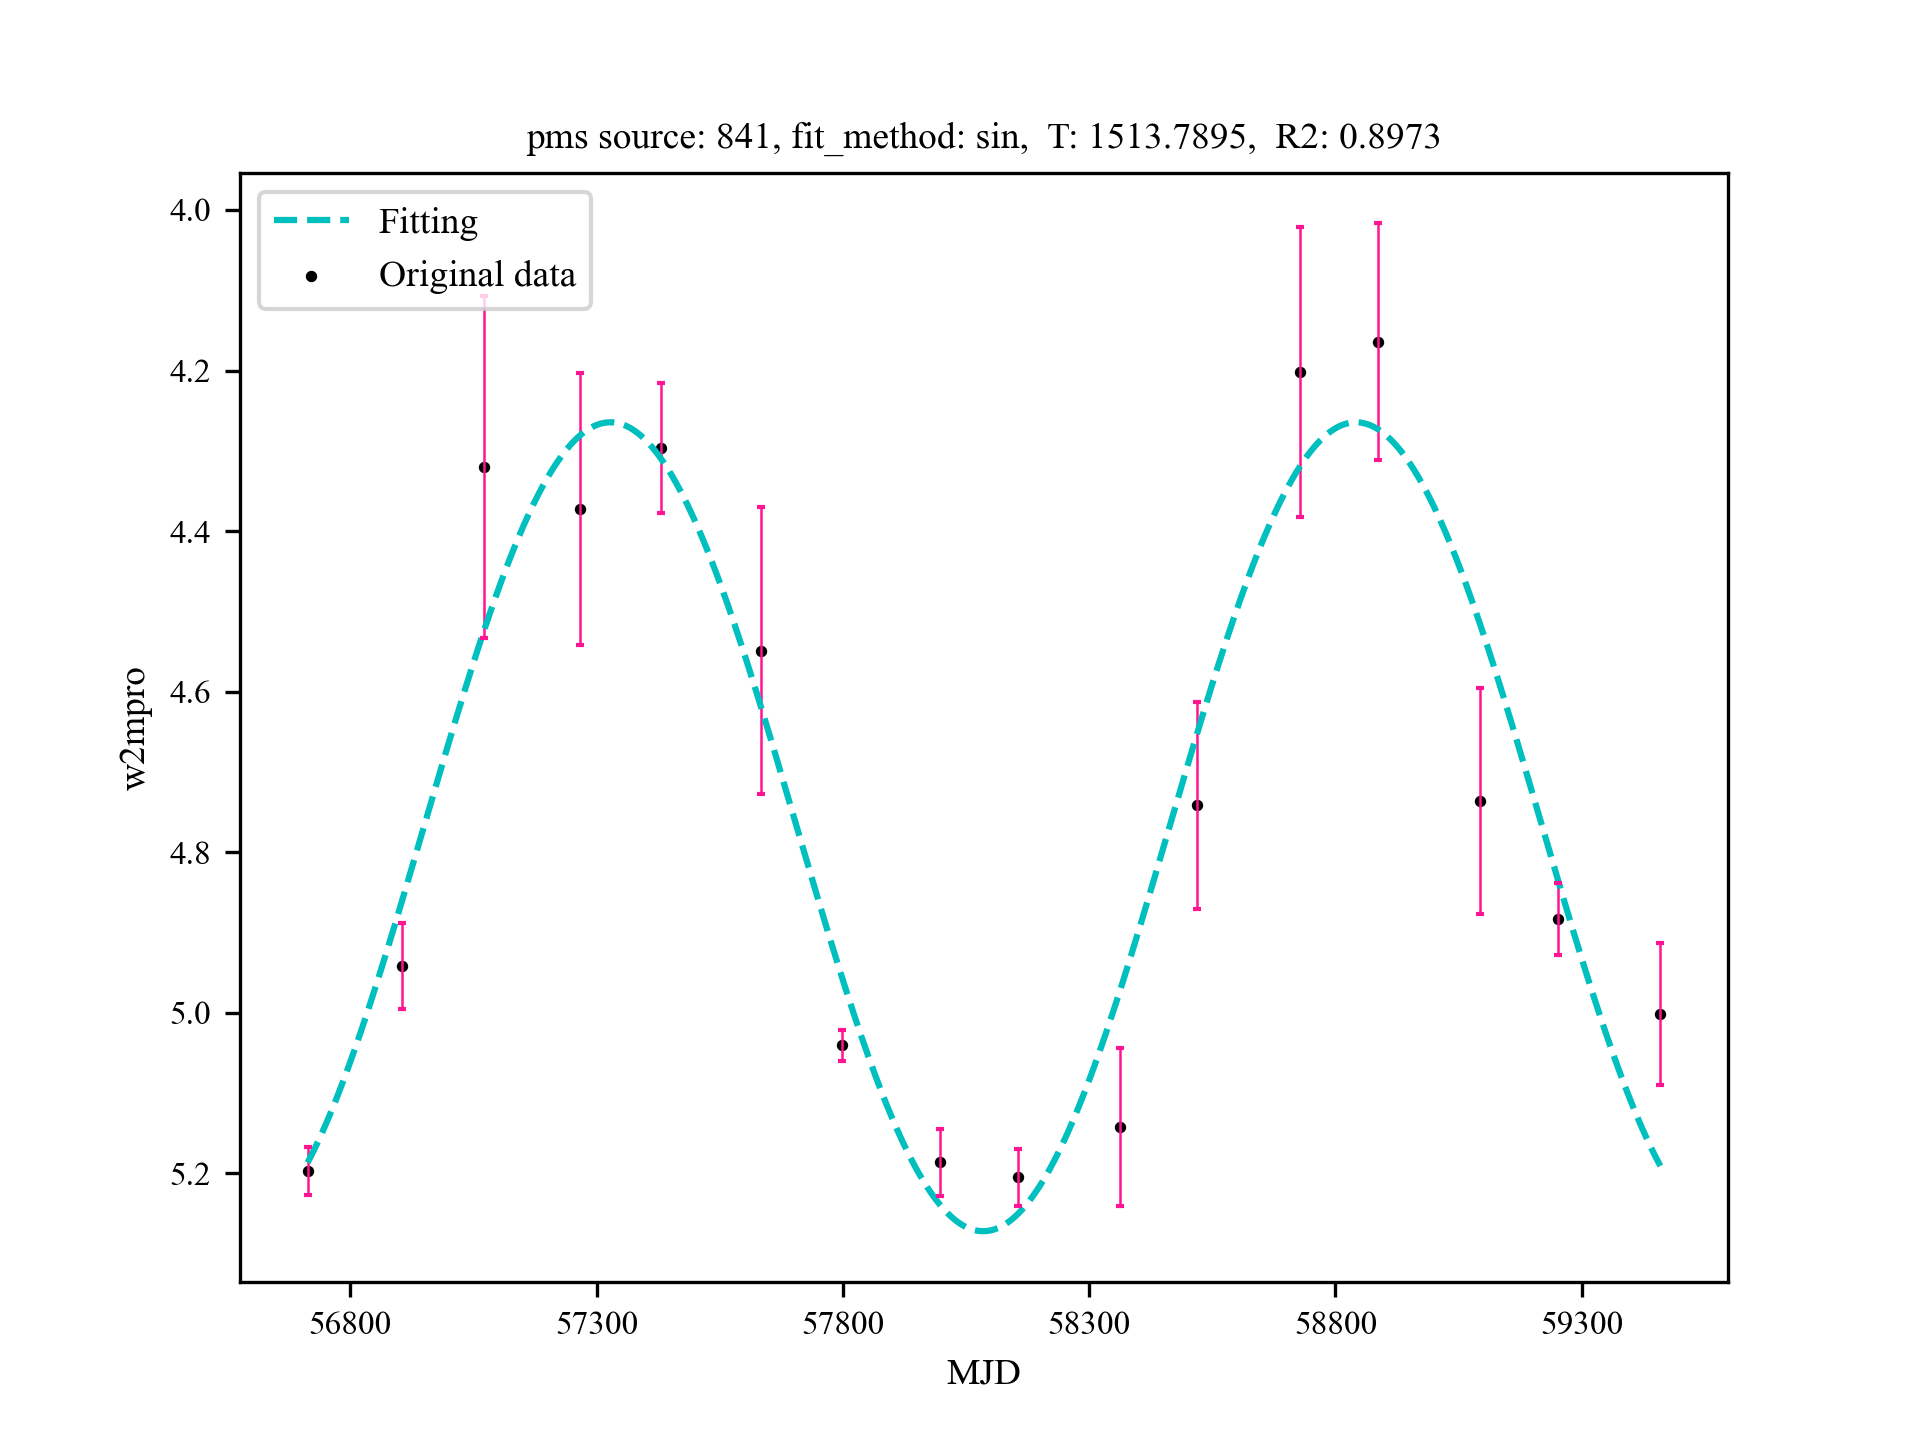 pms source: 841, fit_method: sin,  T: 1513.7895,  R2: 0.8973
Fitting
Original data
4.0
4.2
4.4
4.6
4.8
5.0
5.2
w2mpro
56800
57300
57800
58300
58800
59300
MJD